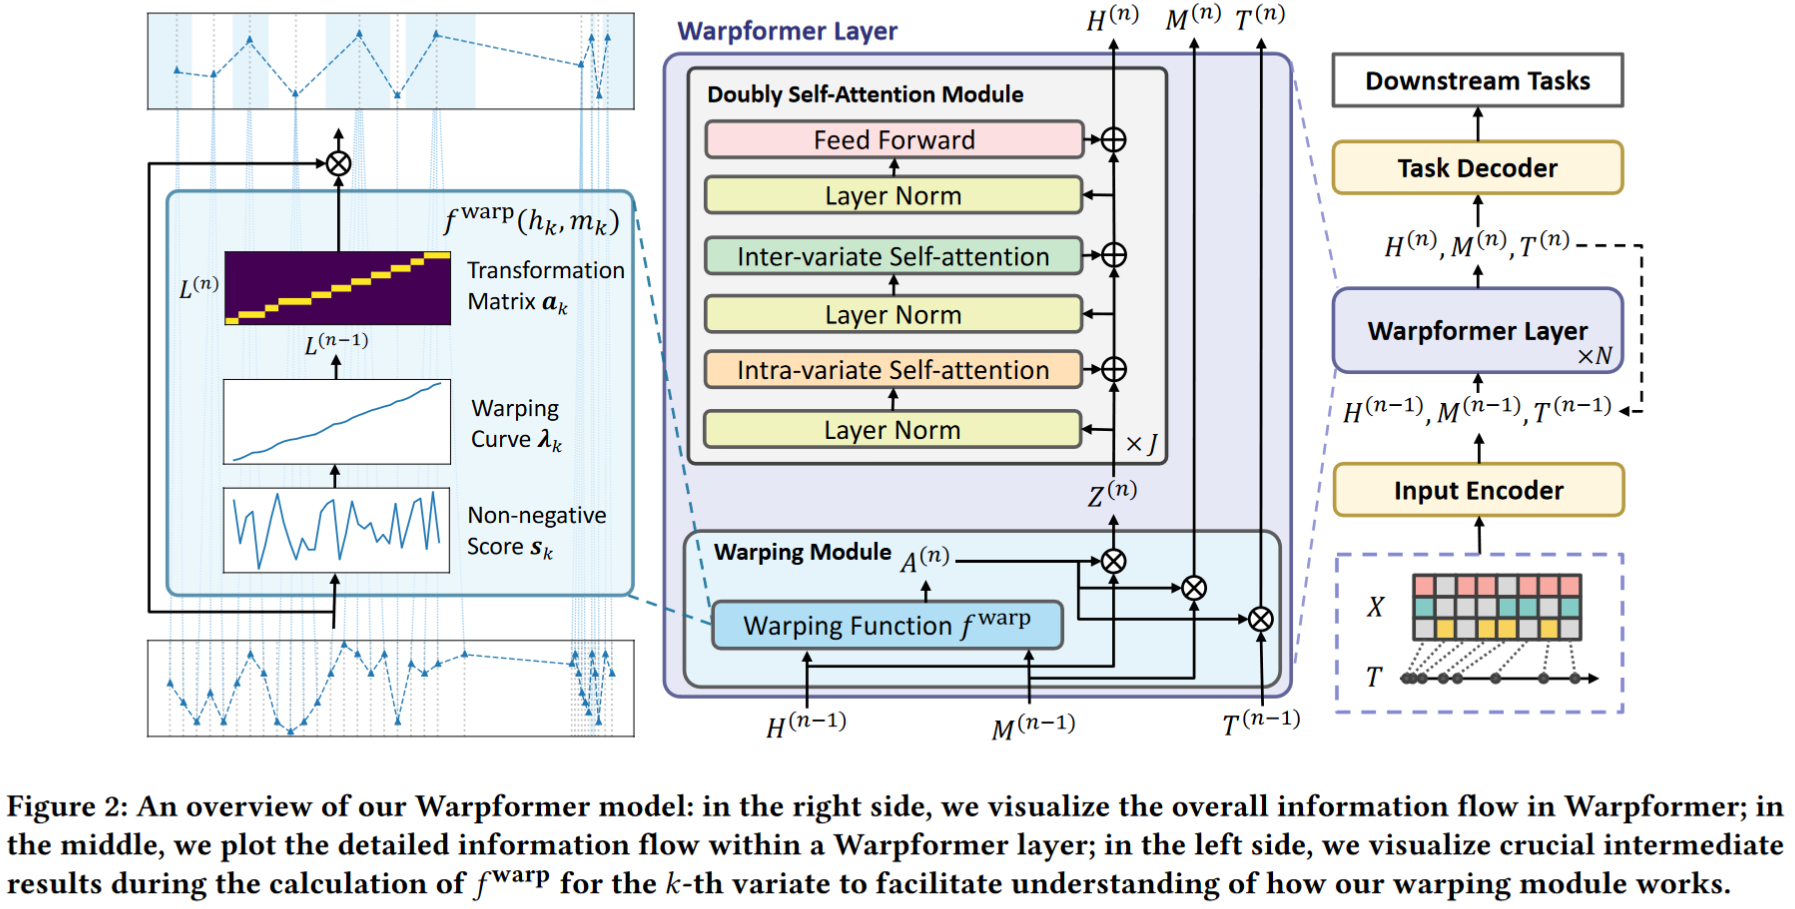 f^warp(h_k, m_k)
L^(n)
Transformation
Matrix a_k
L^(n−1)
Warping
Curve λ_k
Non-negative
Score s_k
Warpformer Layer
H^(n) M^(n) T^(n)
Doubly Self-Attention Module
Feed Forward
Layer Norm
Inter-variate Self-attention
Layer Norm
Intra-variate Self-attention
Layer Norm
×J
Z^(n)
Warping Module
A^(n)
Warping Function f^warp
H^(n−1) M^(n−1) T^(n−1)
Downstream Tasks
Task Decoder
H^(n), M^(n), T^(n)
Warpformer Layer
×N
H^(n−1), M^(n−1), T^(n−1)
Input Encoder
X
T
Figure 2: An overview of our Warpformer model: in the right side, we visualize the overall information flow in Warpformer; in
the middle, we plot the detailed information flow within a Warpformer layer; in the left side, we visualize crucial intermediate
results during the calculation of f^warp for the k-th variate to facilitate understanding of how our warping module works.